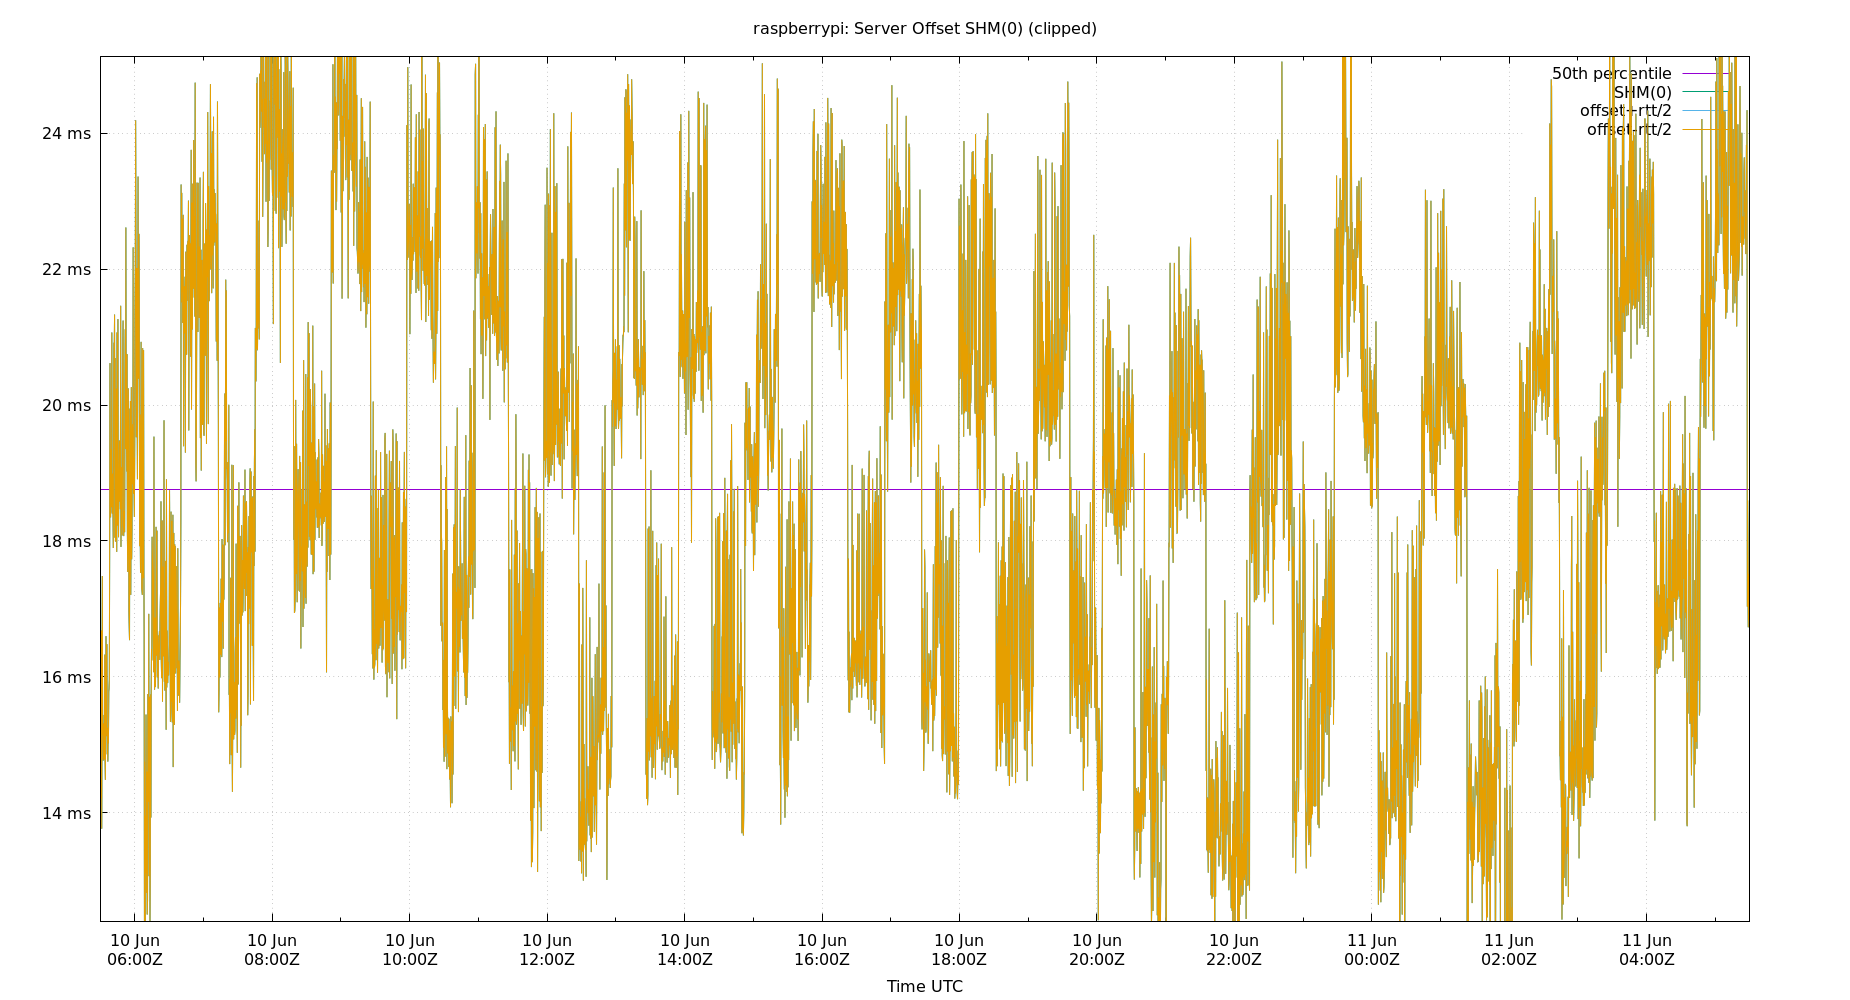 raspberrypi: Server Offset SHM(0) (clipped)
50th percentile
SHM(0)
offset+rtt/2
offset-rtt/2
24 ms
22 ms
20 ms
18 ms
16 ms
14 ms
10 Jun 10 Jun 10 Jun 10 Jun 10 Jun 10 Jun 10 Jun 10 Jun 10 Jun 11 Jun 11 Jun 11 Jun
06:00Z 08:00Z 10:00Z 12:00Z 14:00Z 16:00Z 18:00Z 20:00Z 22:00Z 00:00Z 02:00Z 04:00Z
Time UTC